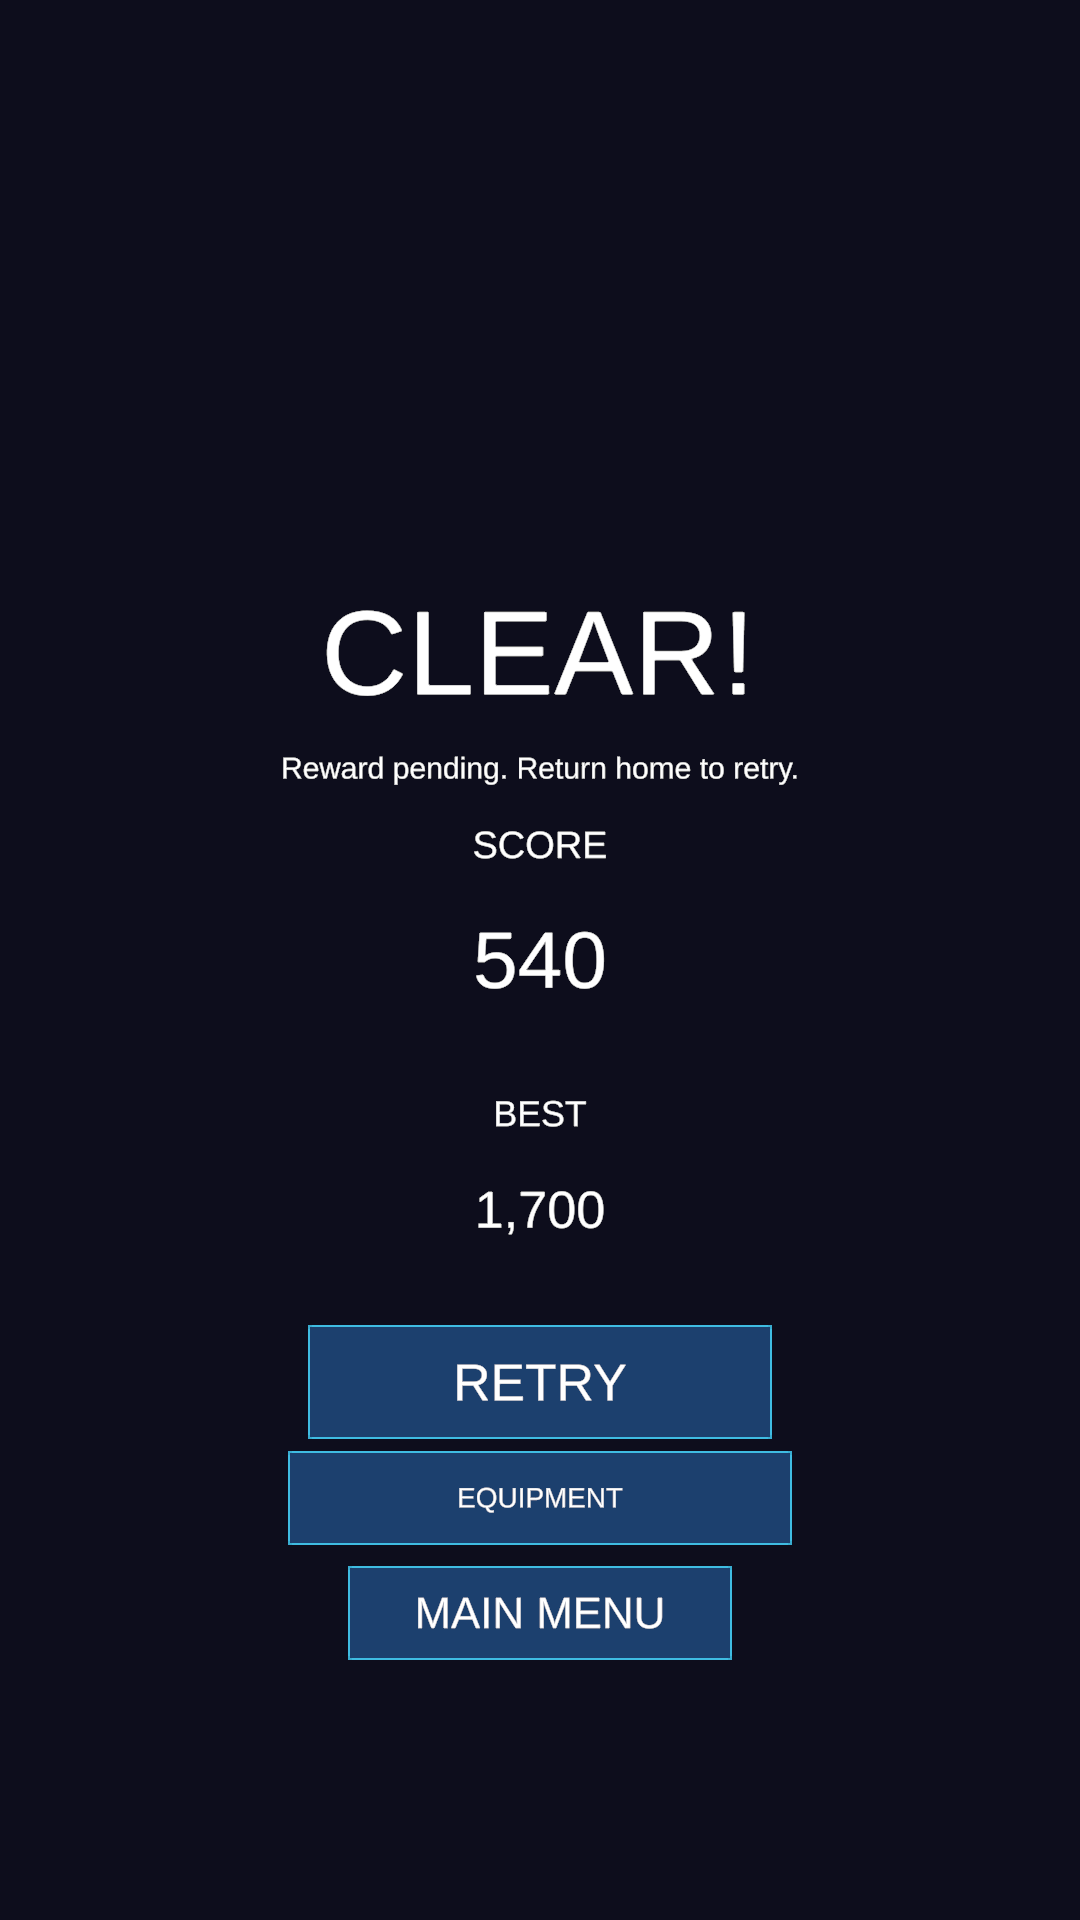 CLEAR!
Reward pending. Return home to retry.
SCORE
540
BEST
1,700
RETRY
EQUIPMENT
MAIN MENU